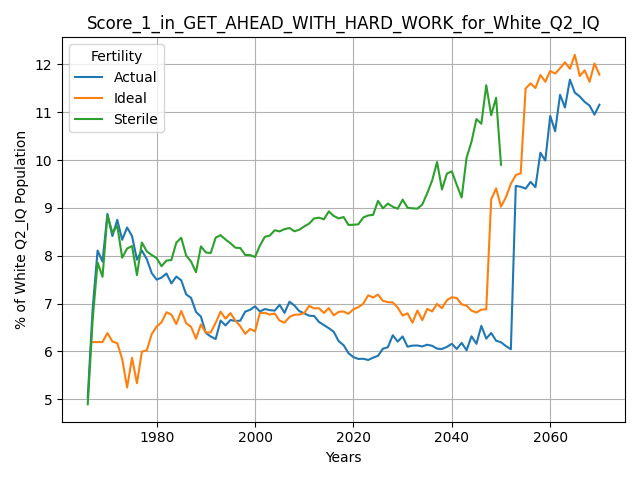 Score_1_in_GET_AHEAD_WITH_HARD_WORK_for_White_Q2_IQ
Fertility
Actual
Ideal
Sterile
% of White Q2_IQ Population
12
11
10
9
8
7
6
5
1980
2000
2020
2040
2060
Years